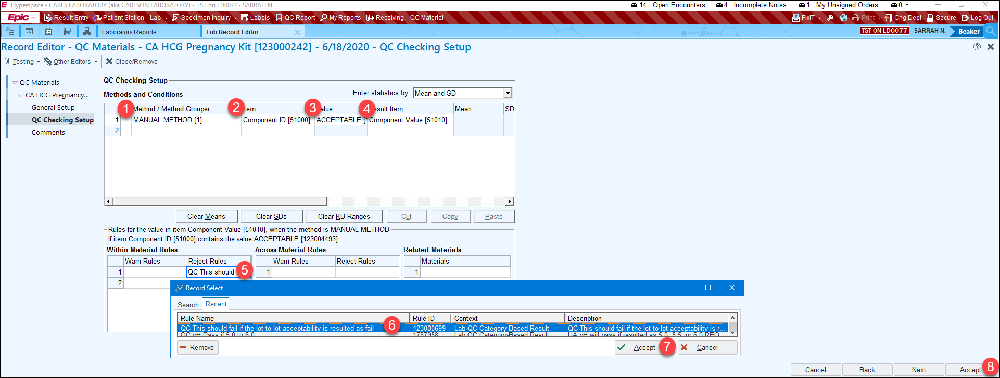 Hyperspace - CARLS LABORATORY (aka CARLSON LABORATORY) - TST on LD0077 - SARRAH N.
14 : Open Encounters 4 : Incomplete Notes 1 : My Unsigned Orders 0
Epic Result Entry Patient Station Lab Specimen Inquiry Labels QC Report My Reports Receiving QC Material FixIT Print Chg Dept Secure Log Out
Laboratory Reports Lab Record Editor TST ON LD0077 SARRAH N. Beaker
Record Editor - QC Materials - CA HCG Pregnancy Kit [123000242] - 6/18/2020 - QC Checking Setup
Testing Other Editors Close/Remove
QC Materials
CA HCG Pregnancy...
General Setup
QC Checking Setup
Comments
QC Checking Setup
Methods and Conditions Enter statistics by: Mean and SD
1 Method / Method Grouper 2 tem 3 alue 4 esult Item Mean SD
1 MANUAL METHOD [1] Component ID [51000] ACCEPTABLE [ Component Value [51010]
2
Clear Means Clear SDs Clear KB Ranges Cut Copy Paste
Rules for the value in item Component Value [51010], when the method is MANUAL METHOD
If item Component ID [51000] contains the value ACCEPTABLE [123004493]
Within Material Rules Across Material Rules Related Materials
Warn Rules Reject Rules Warn Rules Reject Rules Materials
1 QC This should 5 1 1
2
Record Select
Search Recent
Rule Name Rule ID Context Description
QC This should fail if the lot to lot acceptability is resulted as fail 6 123000699 Lab QC Category-Based Result QC This should fail if the lot to lot acceptability is r...
QC pH Pass if 5.0 to 6.0 1787958 Lab QC Category-Based Result UA pH will pass if resulted as 5.0, 5.5, or 6.0 REQ
Remove Accept 7 Cancel
Cancel Back Next Accept 8